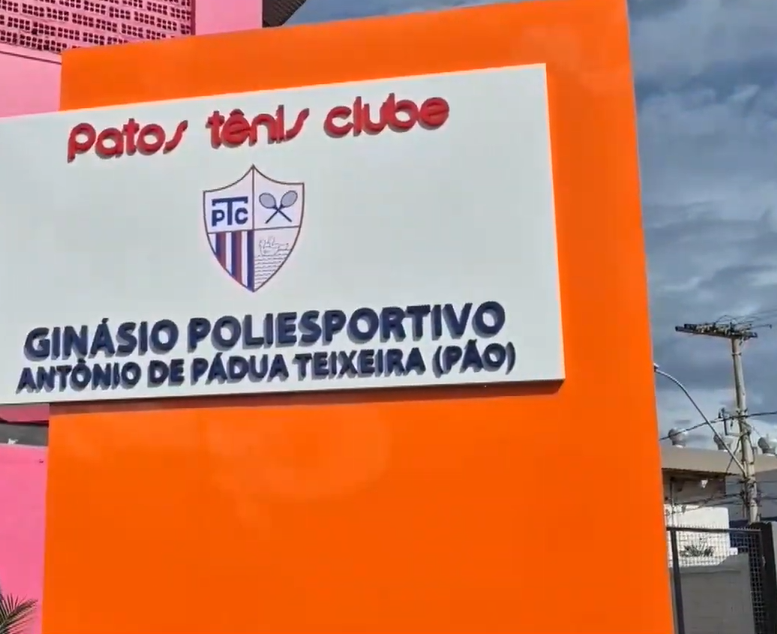 Patos tênis clube
PTC
GINÁSIO POLIESPORTIVO
ANTÔNIO DE PÁDUA TEIXEIRA (PÃO)